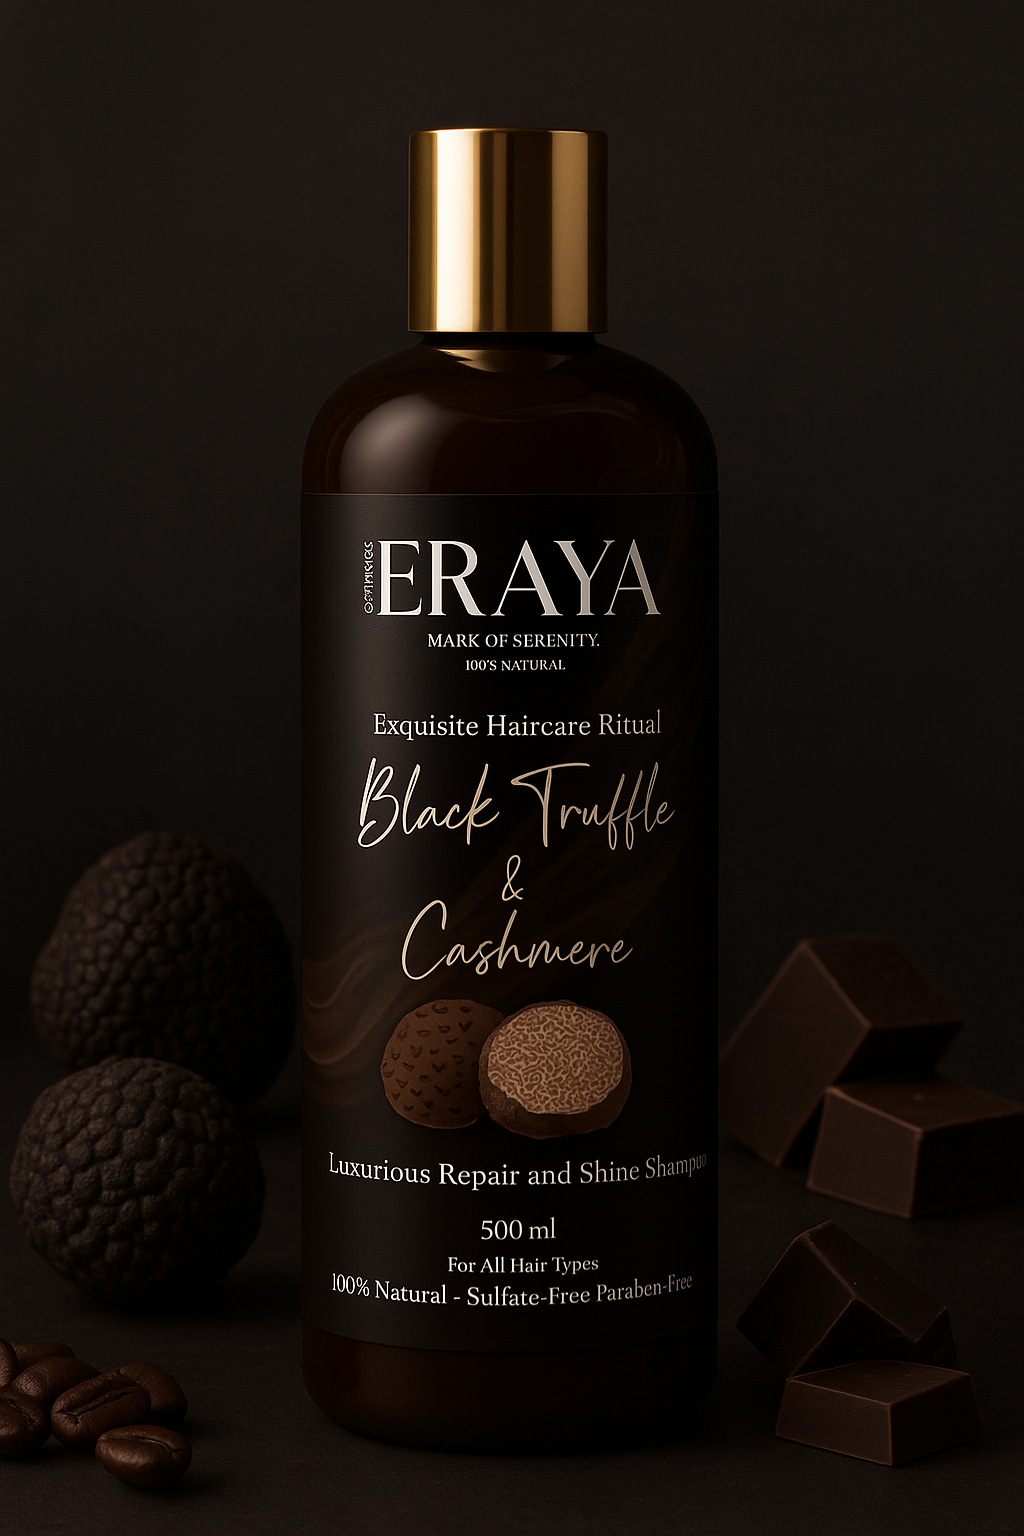 ERAYA
MARK OF SERENITY.
100'S NATURAL
Exquisite Haircare Ritual
Black Truffle
&
Cashmere
Luxurious Repair and Shine Shampuo
500 ml
For All Hair Types
100% Natural - Sulfate-Free Paraben-Free